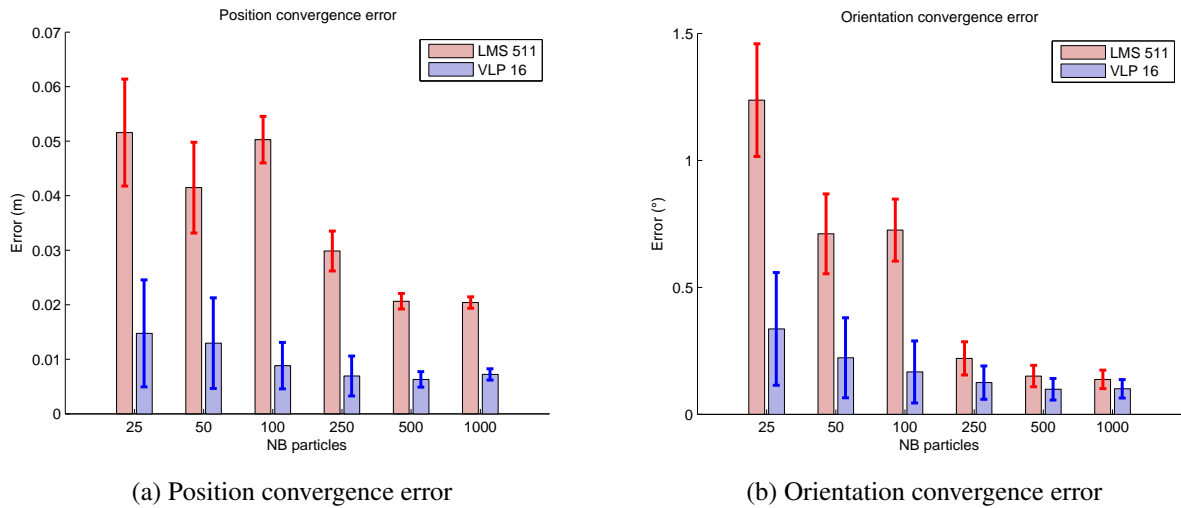 Position convergence error
0.07
0.06
0.05
0.04
0.03
0.02
0.01
0
Error (m)
LMS 511
VLP 16
25 50 100 250 500 1000
NB particles
(a) Position convergence error
Orientation convergence error
1.5
1
0.5
0
Error (°)
LMS 511
VLP 16
25 50 100 250 500 1000
NB particles
(b) Orientation convergence error